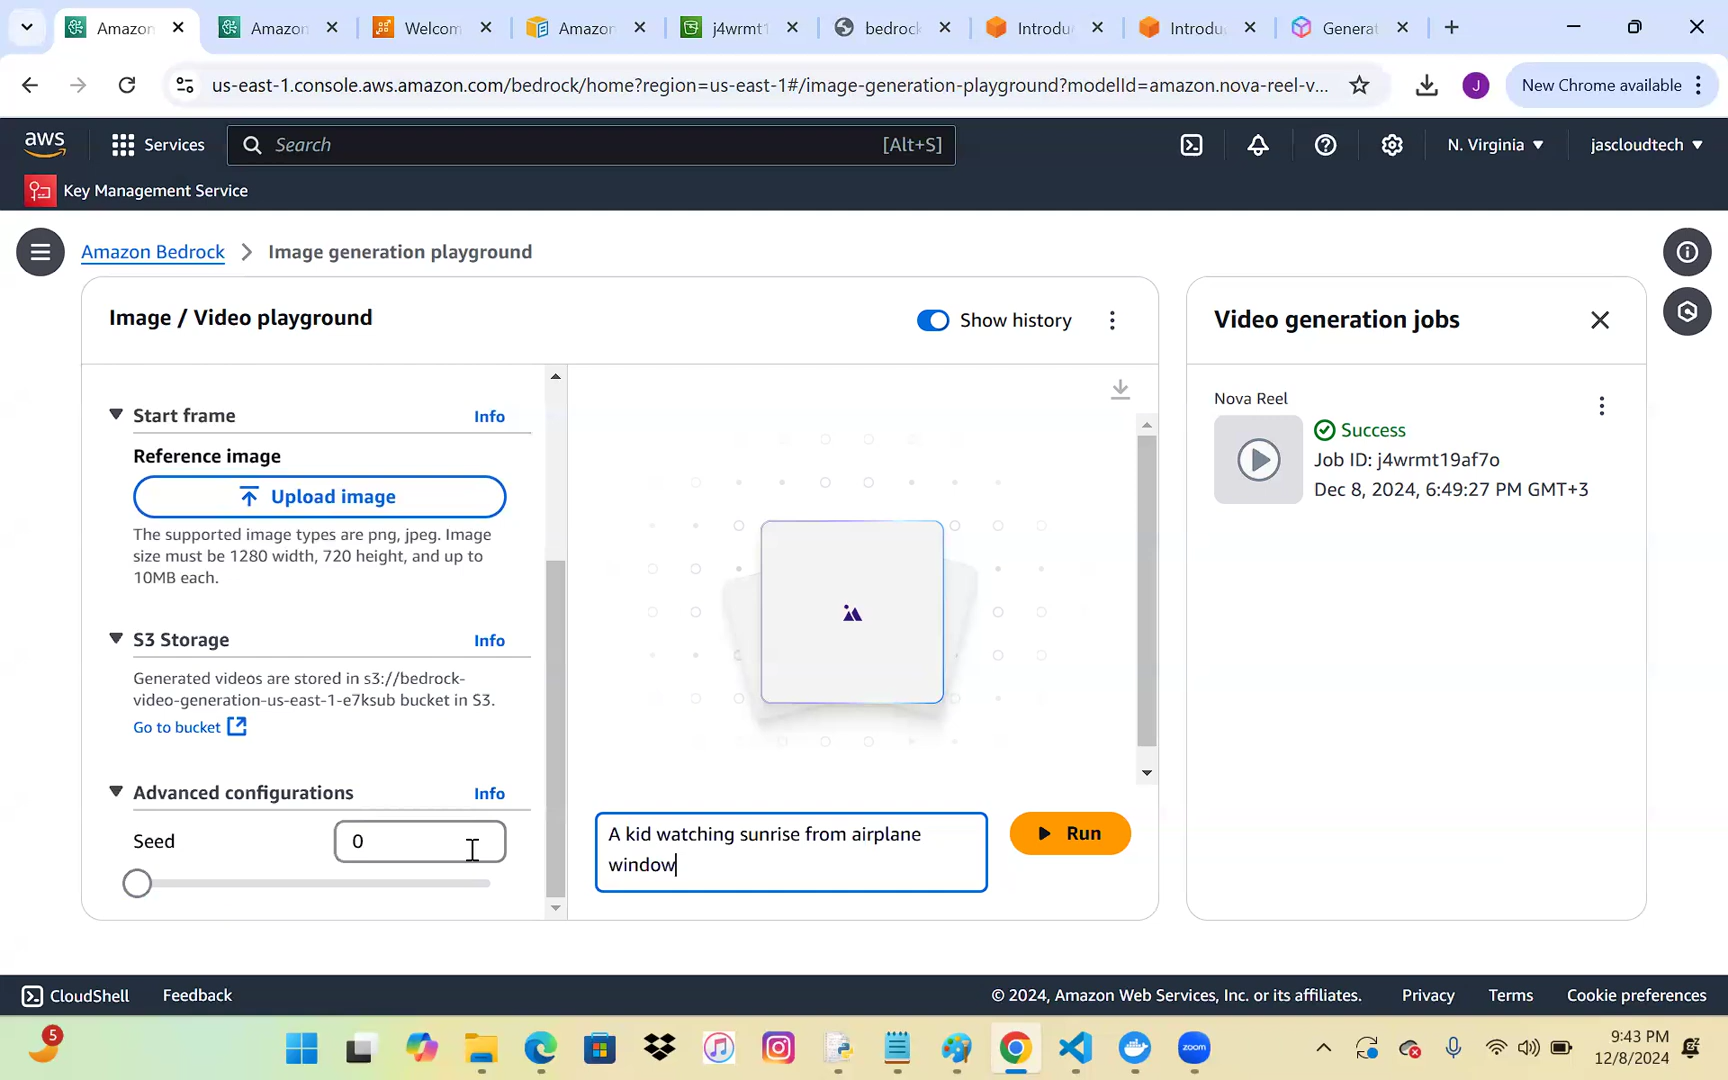 Amazon
Amazon
Welcom
Amazon
j4wrmt1
bedrock
Introdu
Introdu
Generat
us-east-1.console.aws.amazon.com/bedrock/home?region=us-east-1#/image-generation-playground?modelId=amazon.nova-reel-v...
J
New Chrome available
aws
Services
Search
[Alt+S]
N. Virginia
jascloudtech
Key Management Service
Amazon Bedrock
Image generation playground
Image / Video playground
Show history
Video generation jobs
Start frame
Info
Reference image
Upload image
The supported image types are png, jpeg. Image
size must be 1280 width, 720 height, and up to
10MB each.
S3 Storage
Info
Generated videos are stored in s3://bedrock-
video-generation-us-east-1-e7ksub bucket in S3.
Go to bucket
Advanced configurations
Info
Seed
0
A kid watching sunrise from airplane
window
Run
Nova Reel
Success
Job ID: j4wrmt19af7o
Dec 8, 2024, 6:49:27 PM GMT+3
CloudShell
Feedback
© 2024, Amazon Web Services, Inc. or its affiliates.
Privacy
Terms
Cookie preferences
5
zoom
9:43 PM
12/8/2024